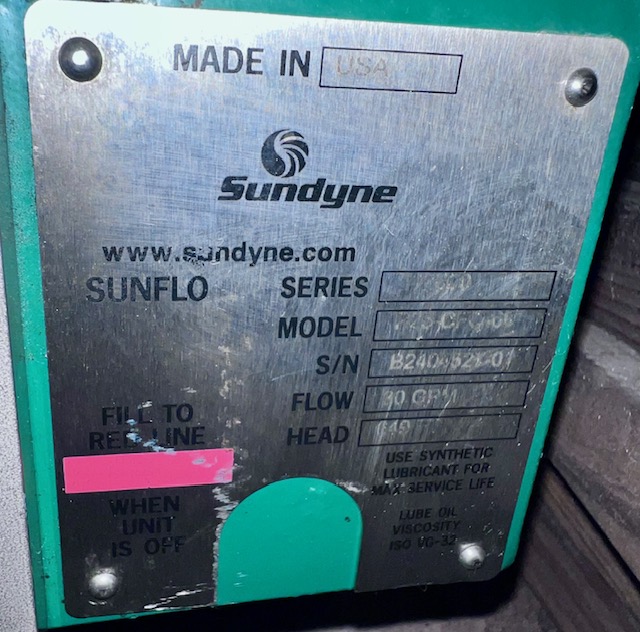 MADE IN USA
Sundyne
www.sundyne.com
SUNFLO SERIES
MODEL
S/N
FLOW 30 GPM
HEAD
FILL TO
RED LINE
WHEN
UNIT
IS OFF
USE SYNTHETIC
LUBRICANT FOR
MAX SERVICE LIFE
LUBE OIL
VISCOSITY
ISO VG-32